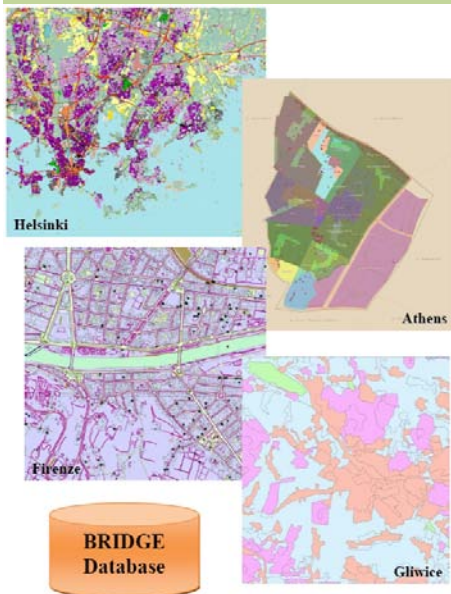 Helsinki
Athens
Firenze
Gliwice
BRIDGE
Database